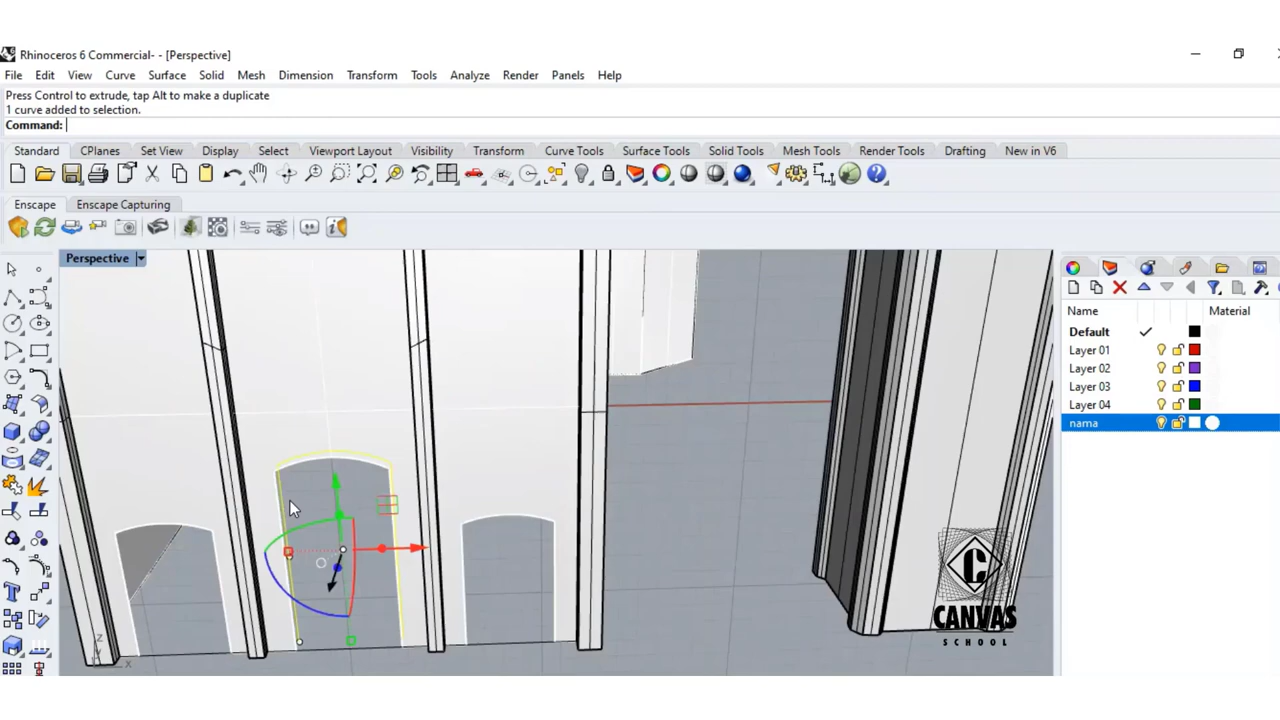 Rhinoceros 6 Commercial- - [Perspective]
File Edit View Curve Surface Solid Mesh Dimension Transform Tools Analyze Render Panels Help
Press Control to extrude, tap Alt to make a duplicate
1 curve added to selection.
Command:
Standard CPlanes Set View Display Select Viewport Layout Visibility Transform Curve Tools Surface Tools Solid Tools Mesh Tools Render Tools Drafting New in V6
Enscape Enscape Capturing
Perspective
Name Material
Default
Layer 01
Layer 02
Layer 03
Layer 04
nama
z
y
x
C
CANVAS
SCHOOL